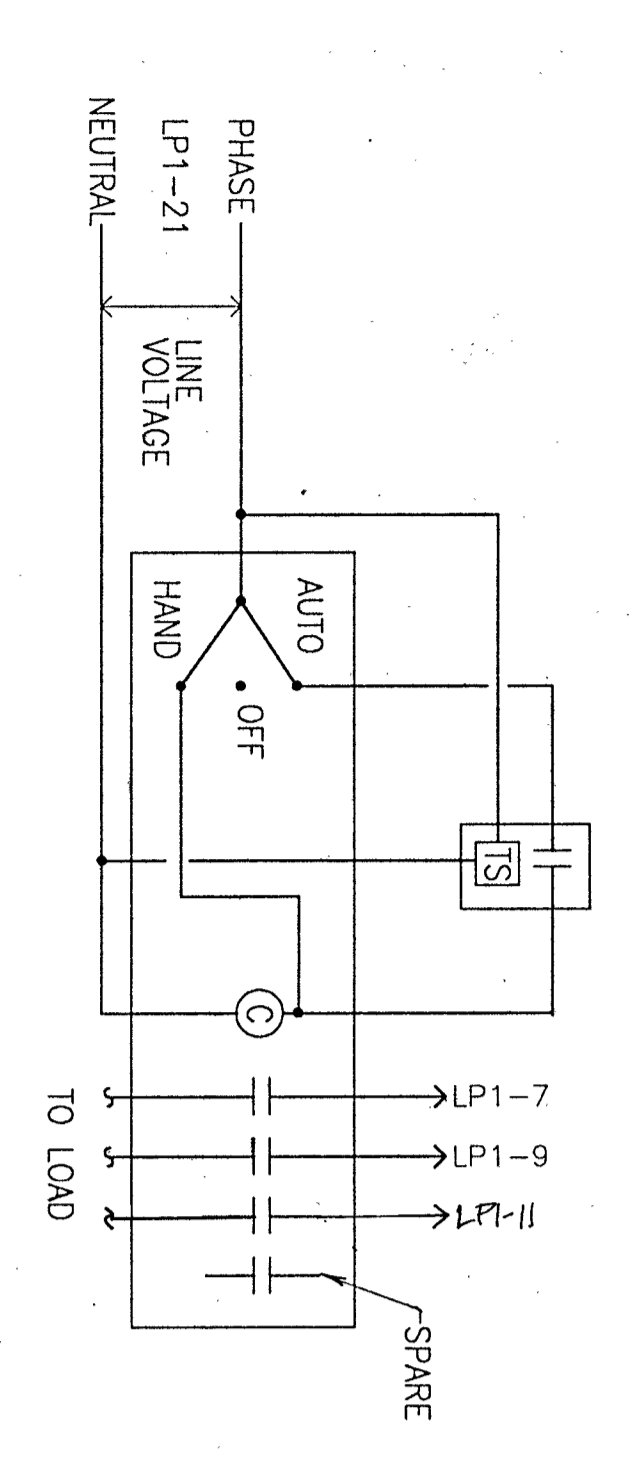 PHASE
LP1-21
NEUTRAL
LINE
VOLTAGE
AUTO
OFF
HAND
TS
C
LP1-7
LP1-9
LP1-11
TO LOAD
SPARE